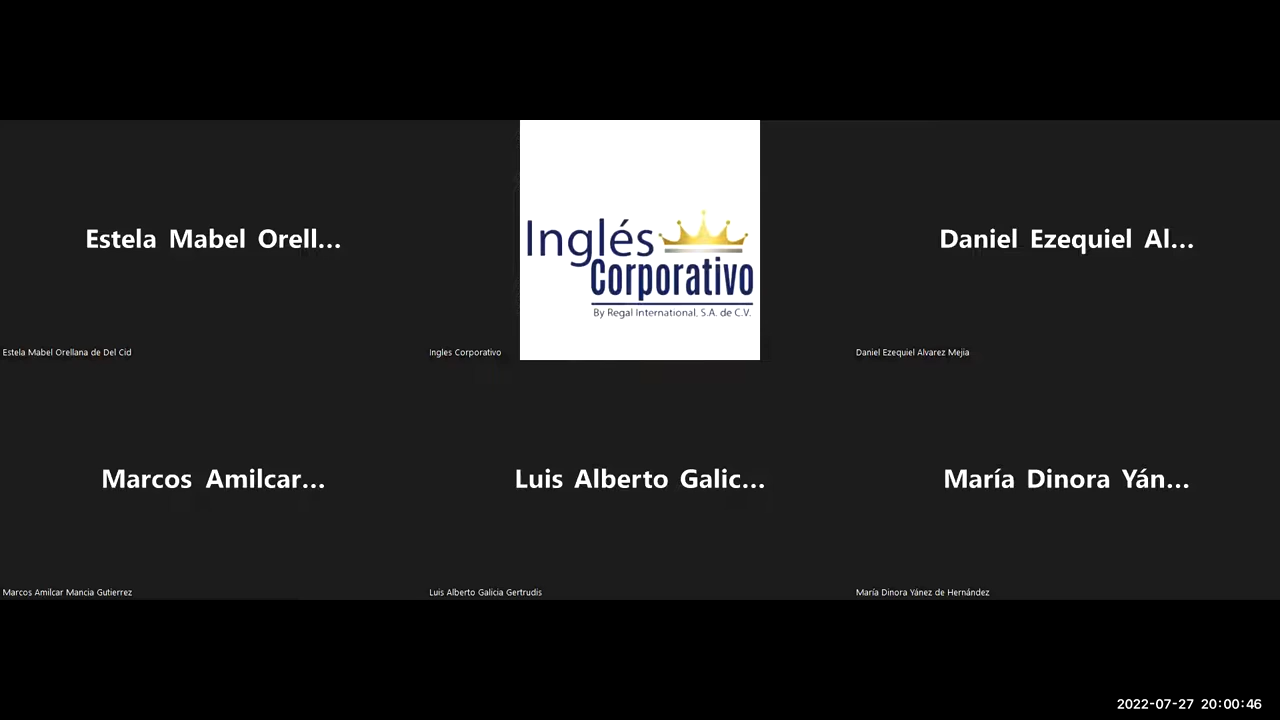 Estela Mabel Orell...
Estela Mabel Orellana de Del Cid
Inglés
Corporativo
By Regal International, S.A. de C.V.
Ingles Corporativo
Daniel Ezequiel Al...
Daniel Ezequiel Alvarez Mejia
Marcos Amilcar...
Marcos Amilcar Mancia Gutierrez
Luis Alberto Galic...
Luis Alberto Galicia Gertrudis
María Dinora Yán...
María Dinora Yánez de Hernández
2022-07-27 20:00:46